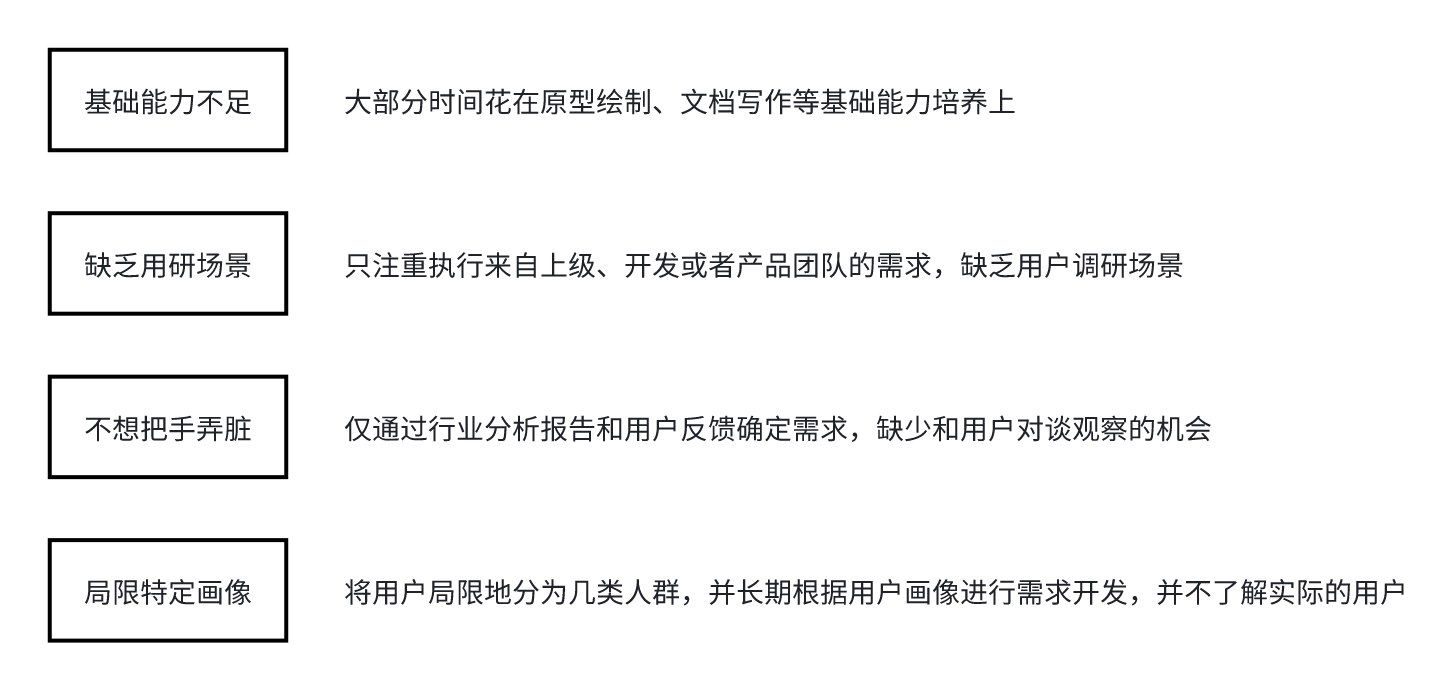 基础能力不足
大部分时间花在原型绘制、文档写作等基础能力培养上
缺乏用研场景
只注重执行来自上级、开发或者产品团队的需求，缺乏用户调研场景
不想把手弄脏
仅通过行业分析报告和用户反馈确定需求，缺少和用户对谈观察的机会
局限特定画像
将用户局限地分为几类人群，并长期根据用户画像进行需求开发，并不了解实际的用户